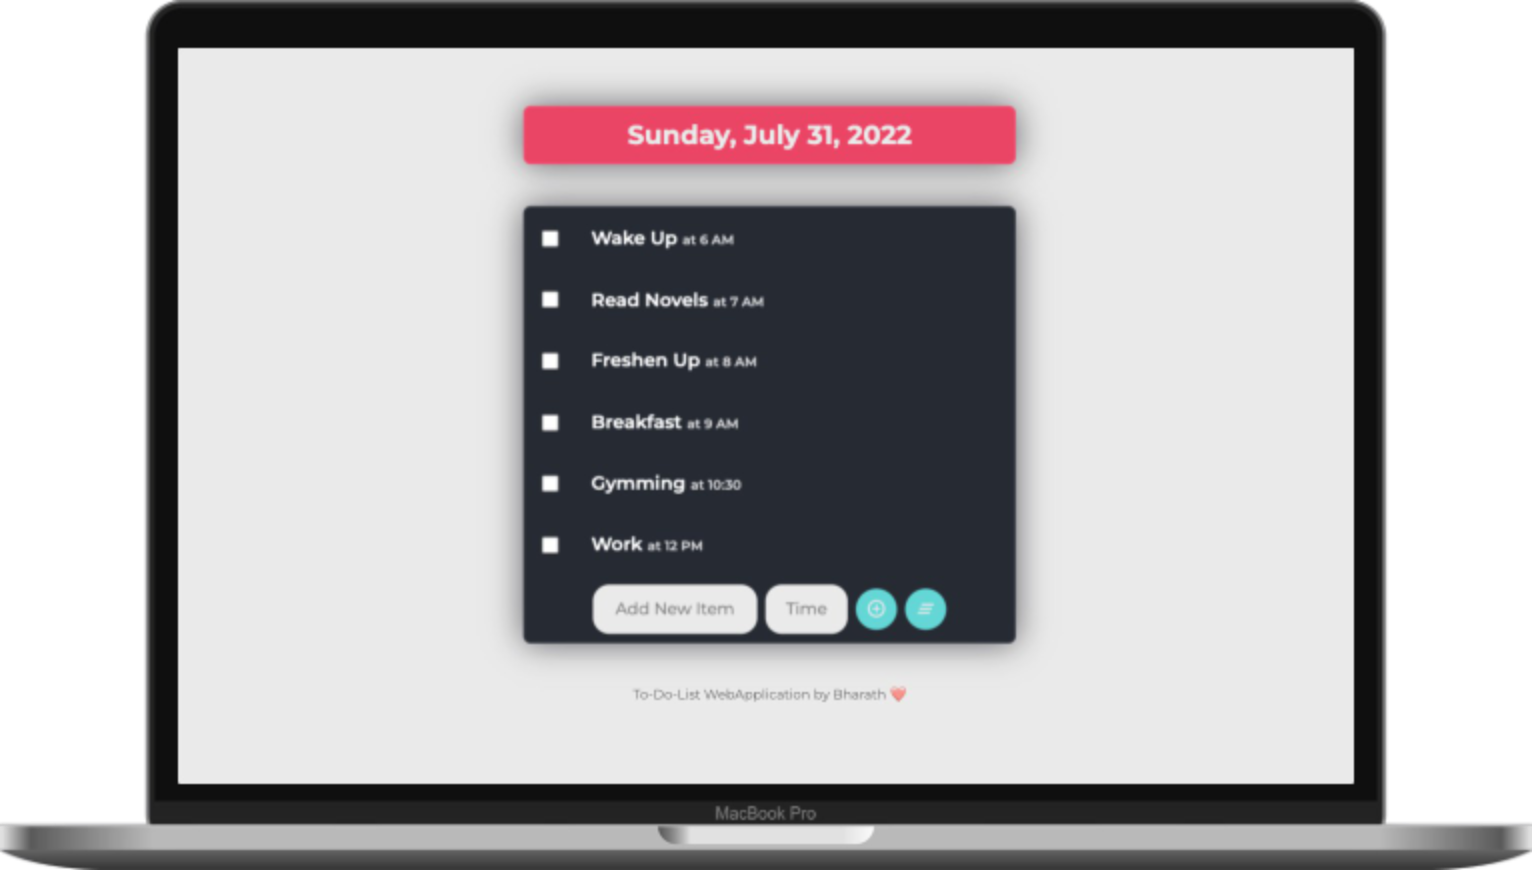 Sunday, July 31, 2022
Wake Up at 6 AM
Read Novels at 7 AM
Freshen Up at 8 AM
Breakfast at 9 AM
Gymming at 10:30
Work at 12 PM
Add New Item Time
To-Do-List WebApplication by Bharath ❤️
MacBook Pro